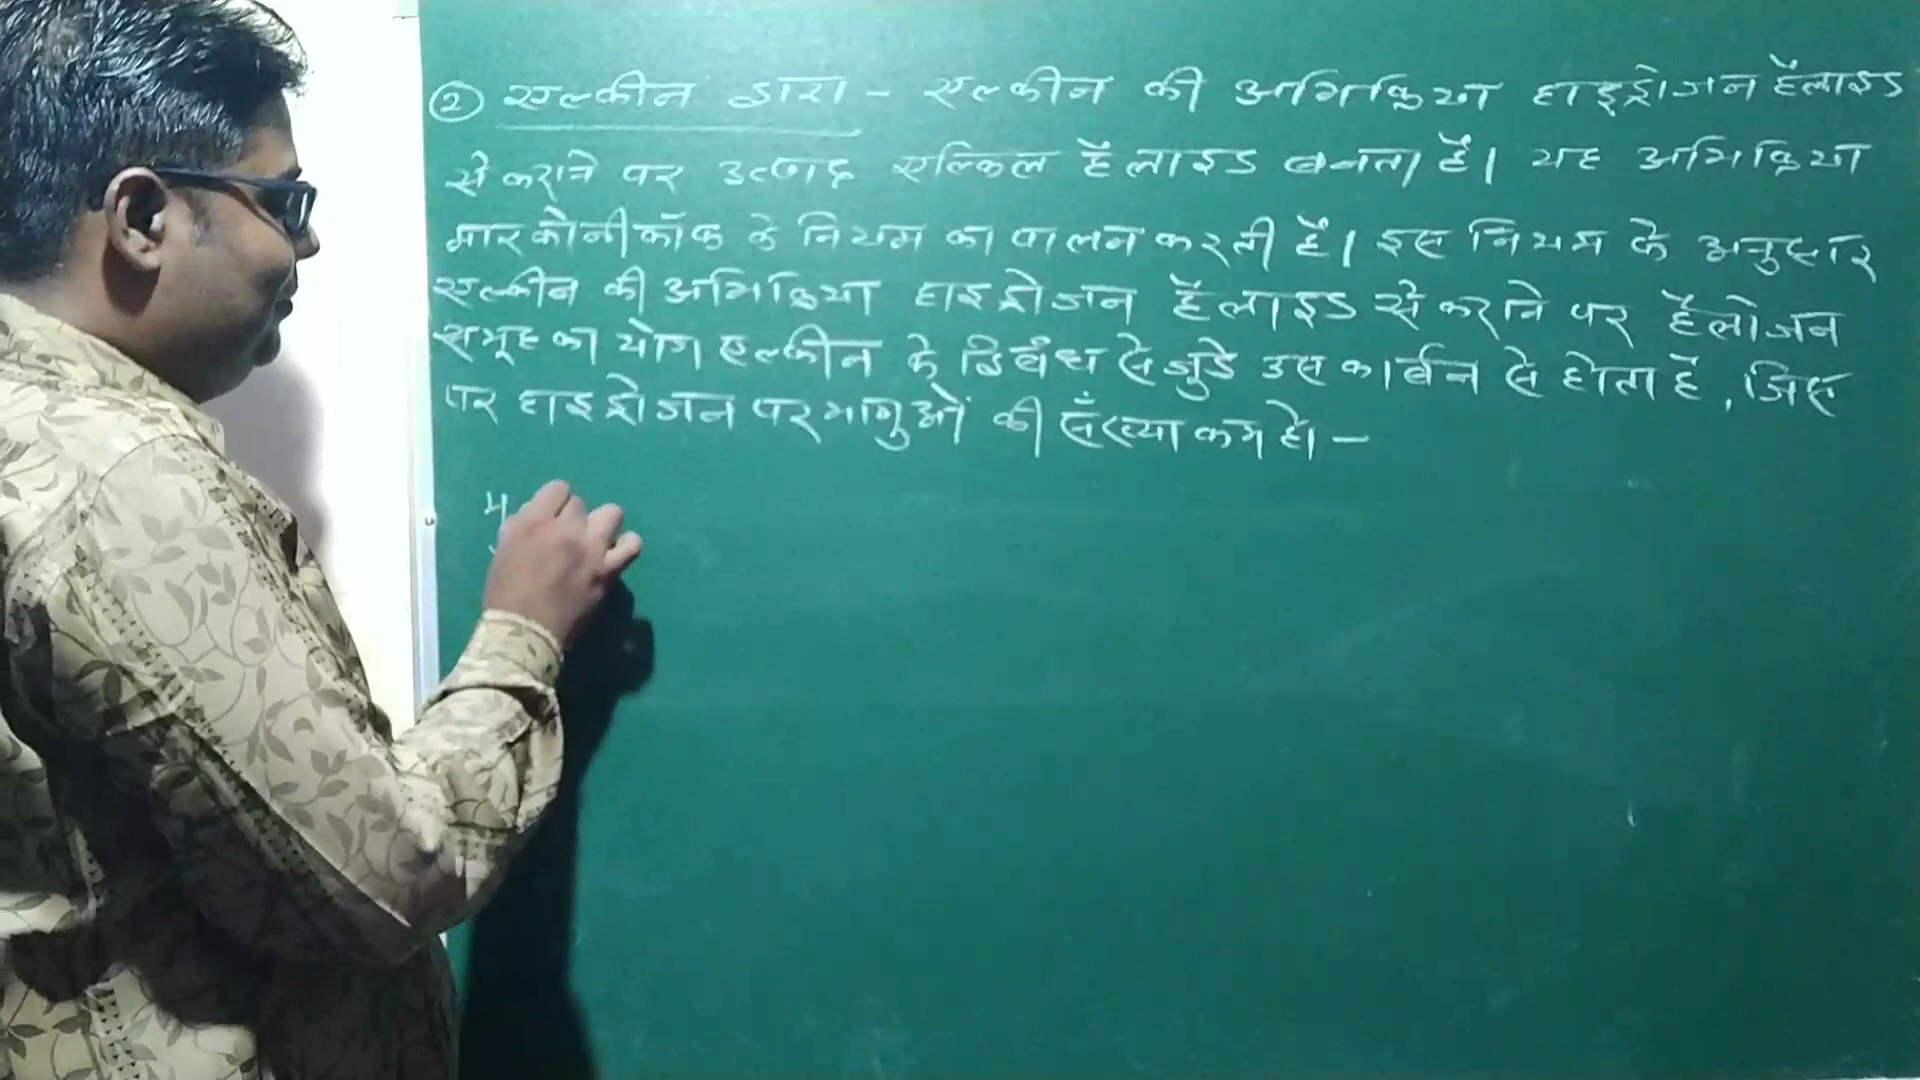 ② एल्कीन द्वारा - एल्कीन की अभिक्रिया हाइड्रोजन हैलाइड
से कराने पर उत्पाद एल्किल हैलाइड बनता है। यह अभिक्रिया
मारकोनीकॉफ के नियम का पालन करती है। इस नियम के अनुसार
एल्कीन की अभिक्रिया हाइड्रोजन हैलाइड से कराने पर हैलोजन
समूह का योग एल्कीन के द्विबंध से जुड़े उस कार्बन से होता है, जिस
पर हाइड्रोजन परमाणुओं की संख्या कम हो -